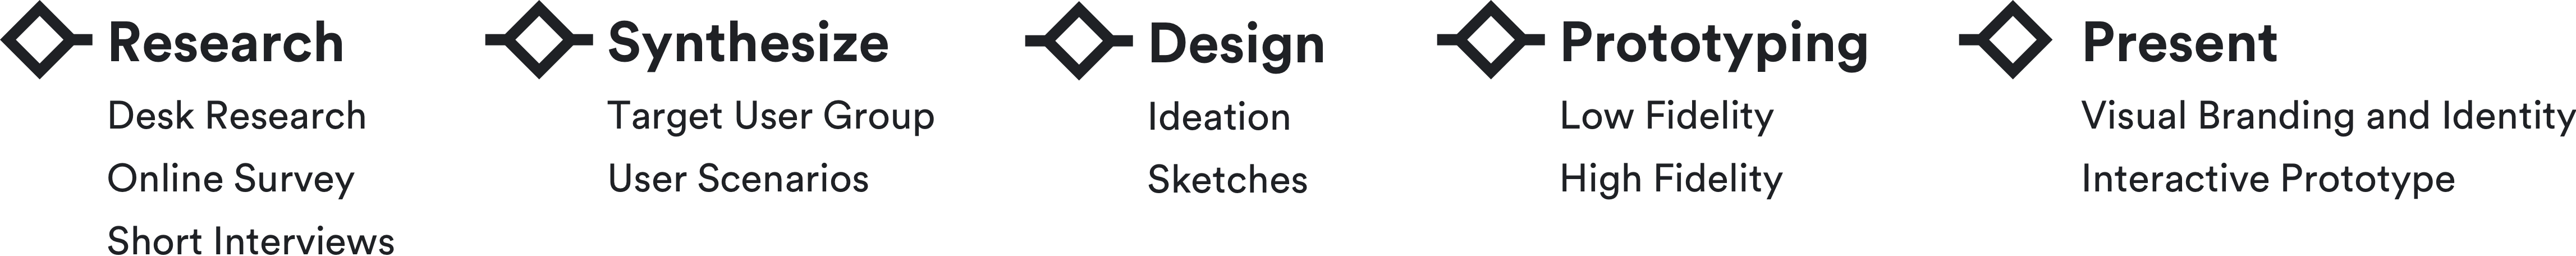 Research
Desk Research
Online Survey
Short Interviews
Synthesize
Target User Group
User Scenarios
Design
Ideation
Sketches
Prototyping
Low Fidelity
High Fidelity
Present
Visual Branding and Identity
Interactive Prototype